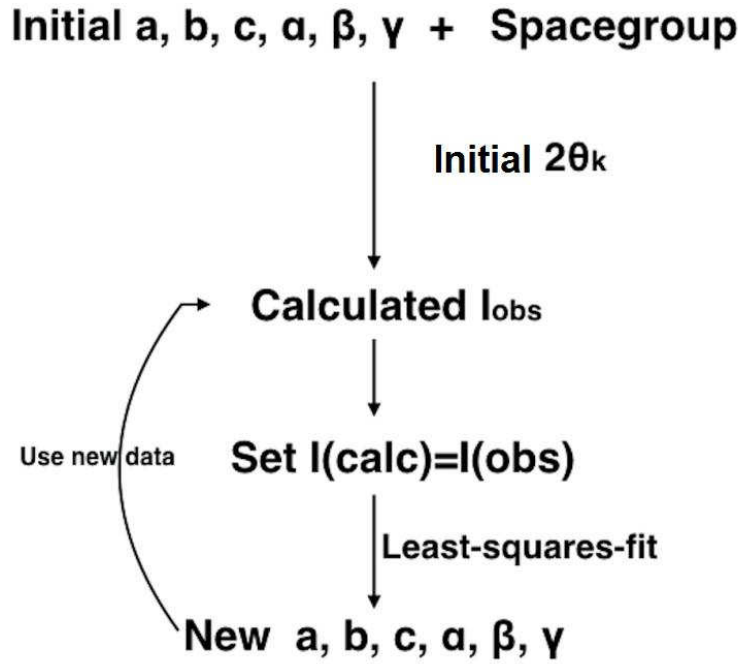 Initial a, b, c, α, β, γ + Spacegroup
Initial 2θk
Calculated Iobs
Use new data
Set I(calc)=I(obs)
Least-squares-fit
New a, b, c, α, β, γ